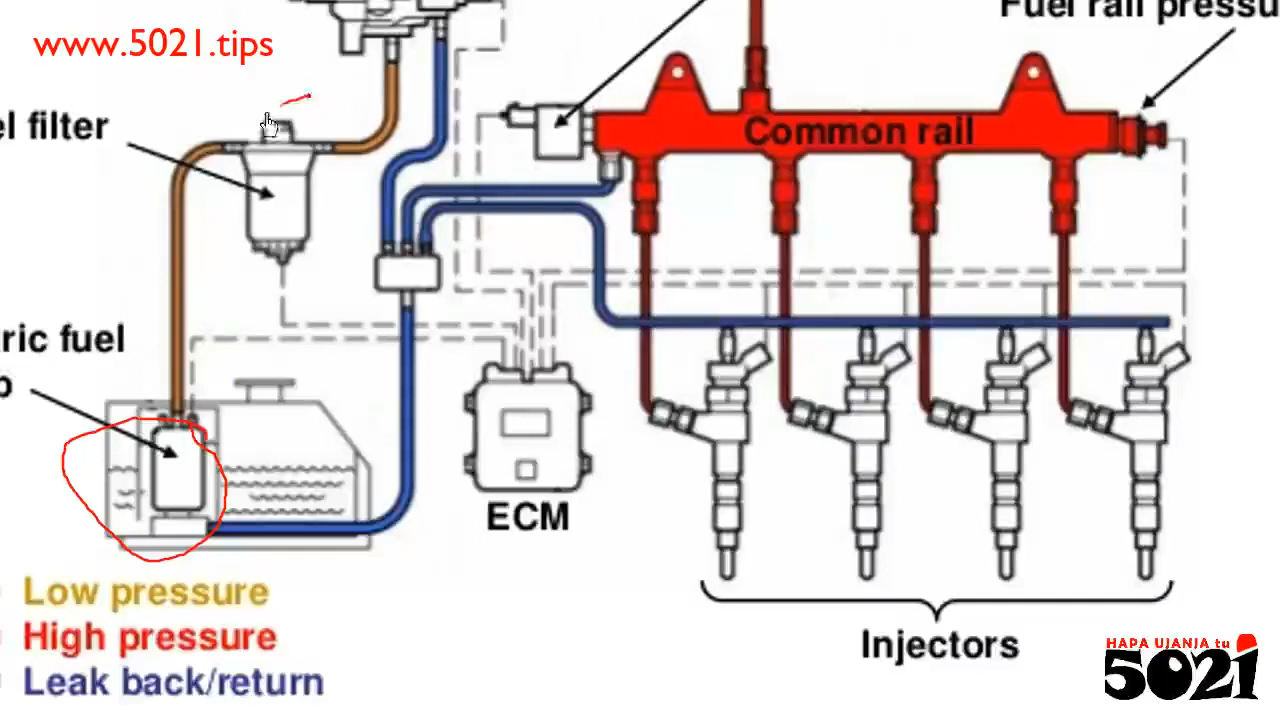 www.5021.tips
Fuel rail pressu
el filter
Common rail
ric fuel
p
ECM
Low pressure
High pressure
Leak back/return
Injectors
HAPA UJANJA tu
5021